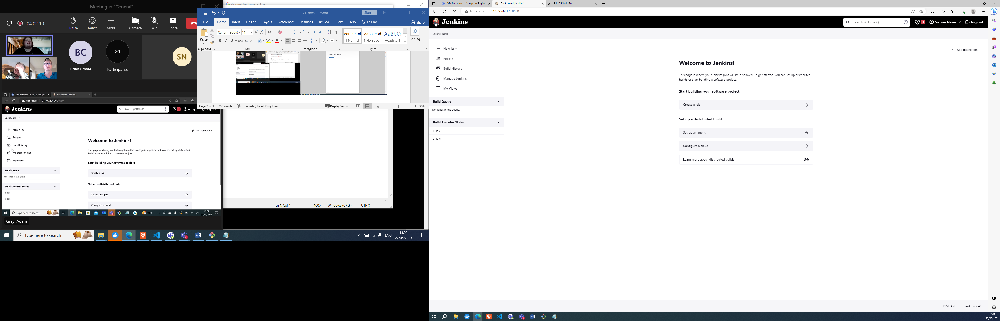 Meeting in "General"
04:02:10
Raise
React
More
Camera
Mic
Share
BC
Brian Cowie
20
Participants
SN
VM instances – Compute Engine
Dashboard [Jenkins]
Not secure
34.105.204.206:8080
Jenkins
Search (CTRL+K)
1
agray
log out
Dashboard
New Item
People
Build History
Manage Jenkins
My Views
Add description
Welcome to Jenkins!
This page is where your Jenkins jobs will be displayed. To get started, you can set up distributed
builds or start building a software project.
Start building your software project
Create a job
Set up a distributed build
Set up an agent
Configure a cloud
Build Queue
No builds in the queue.
Build Executor Status
1 Idle
2 Idle
Type here to search
19°C
13:02
22/05/2023
Gray, Adam
Admin@jenkins-saf1: ~
CI_CD.docx - Word
Sign in
File
Home
Insert
Design
Layout
References
Mailings
Review
View
Help
Tell me
Share
Paste
Clipboard
Calibri (Body)
11
Font
Paragraph
AaBbCcDd
¶ Normal
AaBbCcDd
¶ No Spac...
AaBbCc
Heading 1
Styles
Editing
Jenkins is ready!
Page 2 of 3
256 words
English (United Kingdom)
Display Settings
90%
Ln 1, Col 1
100%
Windows (CRLF)
UTF-8
Type here to search
ENG
13:02
22/05/2023
VM instances – Compute Engine
Dashboard [Jenkins]
34.105.244.170
Not secure
34.105.244.170:8080
Jenkins
Search (CTRL+K)
1
Safina Naser
log out
Dashboard
New Item
People
Build History
Manage Jenkins
My Views
Build Queue
No builds in the queue.
Build Executor Status
1 Idle
2 Idle
Add description
Welcome to Jenkins!
This page is where your Jenkins jobs will be displayed. To get started, you can set up distributed
builds or start building a software project.
Start building your software project
Create a job
Set up a distributed build
Set up an agent
Configure a cloud
Learn more about distributed builds
REST API
Jenkins 2.405
13:02
22/05/2023